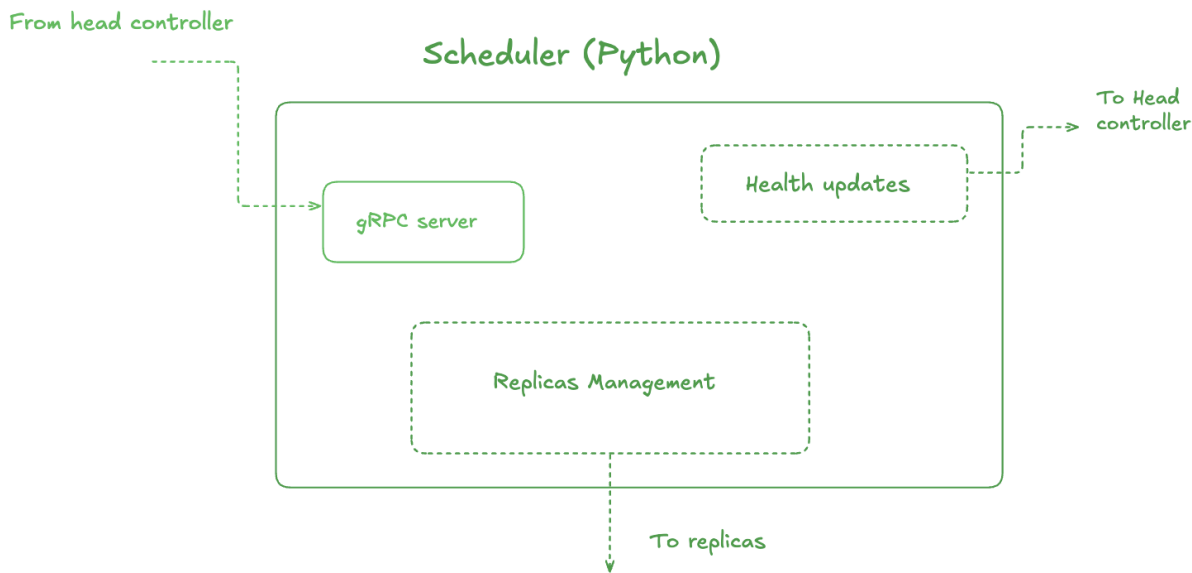 From head controller
Scheduler (Python)
To Head
controller
Health updates
gRPC server
Replicas Management
To replicas